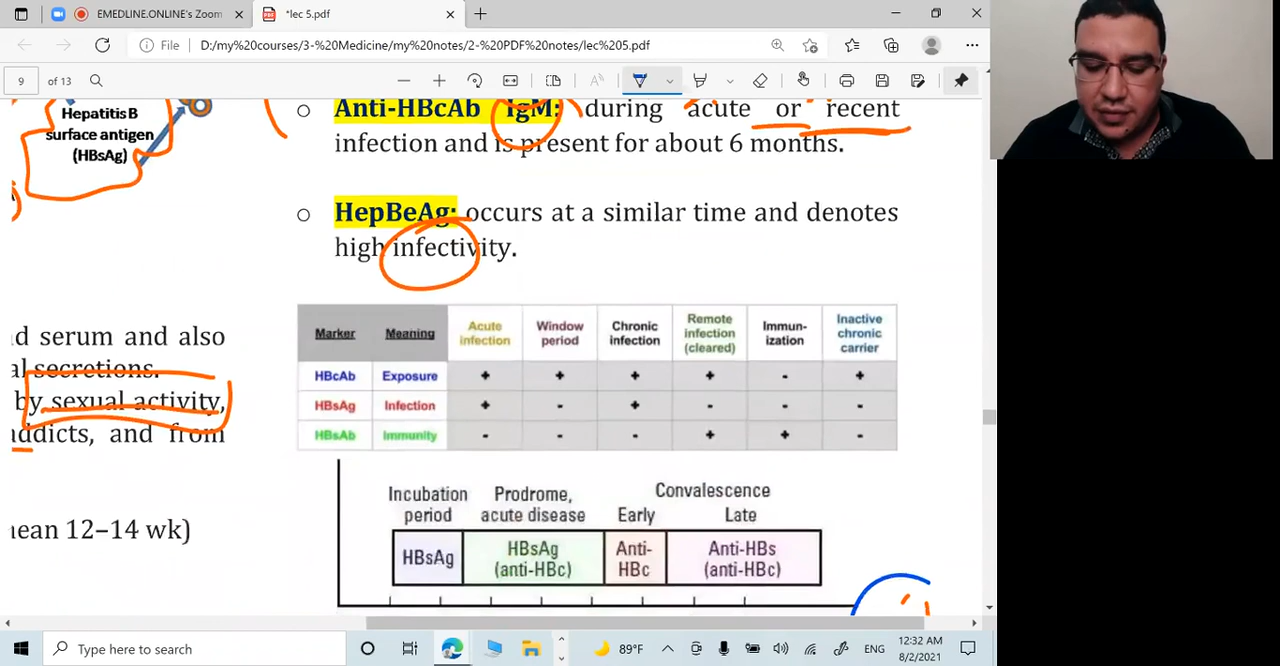 EMEDLINE.ONLINE's Zoom
*lec 5.pdf
File
D:/my%20courses/3-%20Medicine/my%20notes/2-%20PDF%20notes/lec%205.pdf
9 of 13
Hepatitis B
surface antigen
(HBsAg)
d serum and also
al secretions.
by sexual activity,
addicts, and from
mean 12–14 wk)
Anti-HBcAb IgM: during acute or recent
infection and is present for about 6 months.
HepBeAg: occurs at a similar time and denotes
high infectivity.
Marker Meaning Acute infection Window period Chronic infection Remote infection (cleared) Immun-ization Inactive chronic carrier
HBcAb Exposure + + + + - +
HBsAg Infection + - + - - -
HBsAb Immunity - - - + + -
Incubation period Prodrome, acute disease Early Convalescence Late
HBsAg HBsAg (anti-HBc) Anti-HBc Anti-HBs (anti-HBc)
Type here to search
89°F
ENG
12:32 AM
8/2/2021